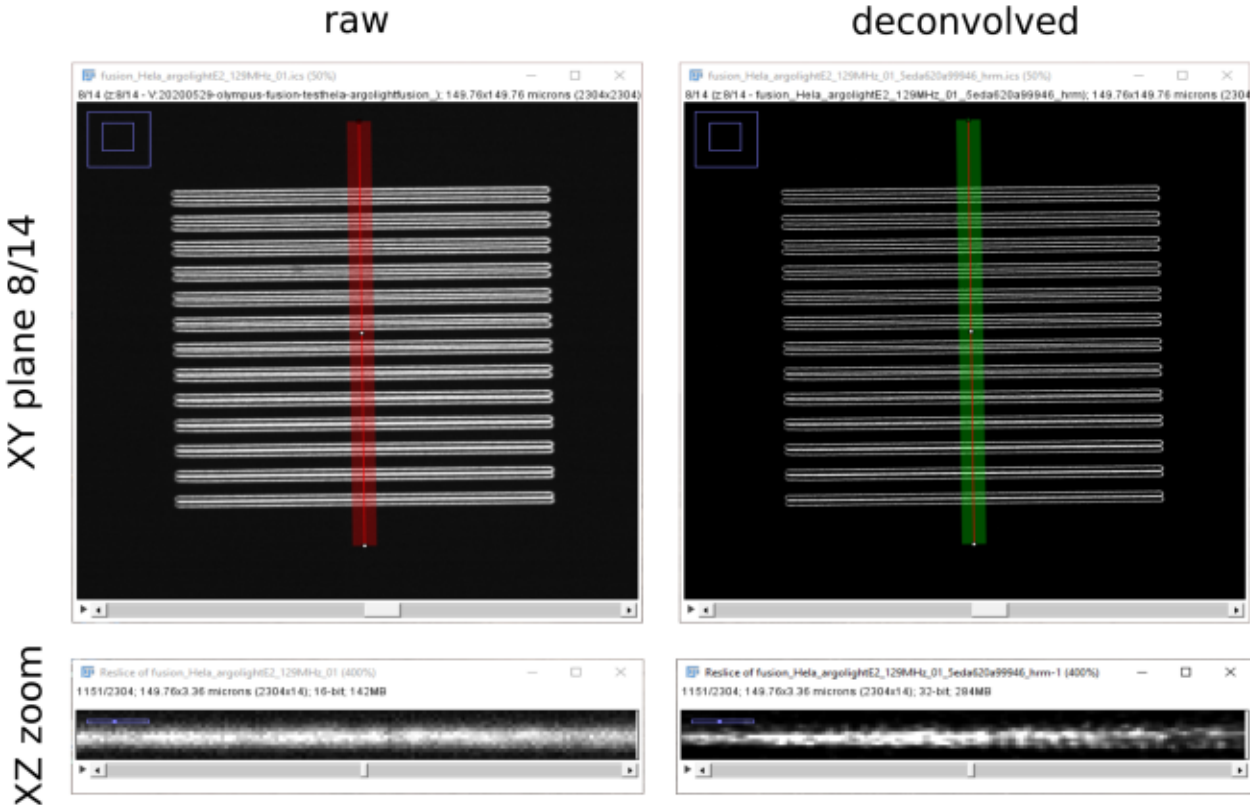 raw
deconvolved
fusion_Hela_argolightE2_129MHz_01.ics (50%)
8/14 (z:8/14 - V:20200529-olympus-fusion-testhela-argolightfusion_); 149.76x149.76 microns (2304x2304)
fusion_Hela_argolightE2_129MHz_01_5eda620a99946_hrm.ics (50%)
8/14 (z:8/14 - fusion_Hela_argolightE2_129MHz_01_5eda620a99946_hrm); 149.76x149.76 microns (2304
XY plane 8/14
XZ zoom
Reslice of fusion_Hela_argolightE2_129MHz_01 (400%)
1151/2304; 149.76x3.36 microns (2304x14); 16-bit; 142MB
Reslice of fusion_Hela_argolightE2_129MHz_01_5eda620a99946_hrm-1 (400%)
1151/2304; 149.76x3.36 microns (2304x14); 32-bit; 284MB